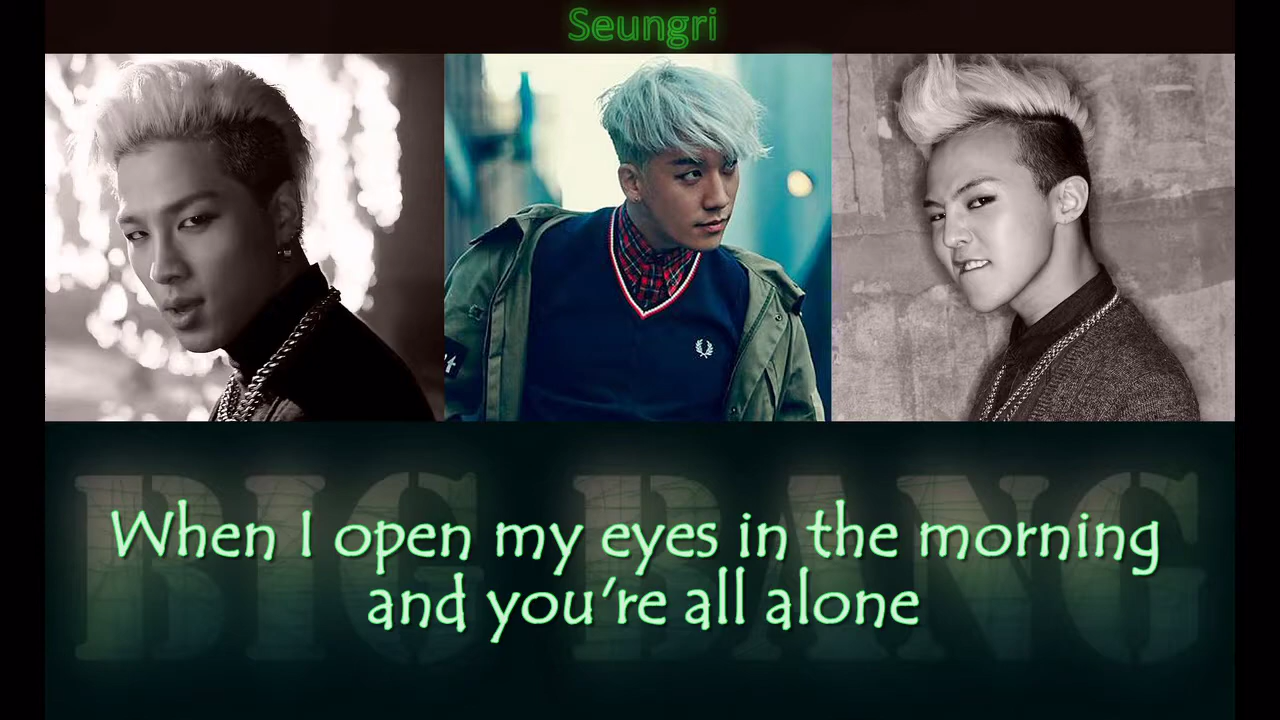 Seungri
BIG BANG
When I open my eyes in the morning
and you're all alone